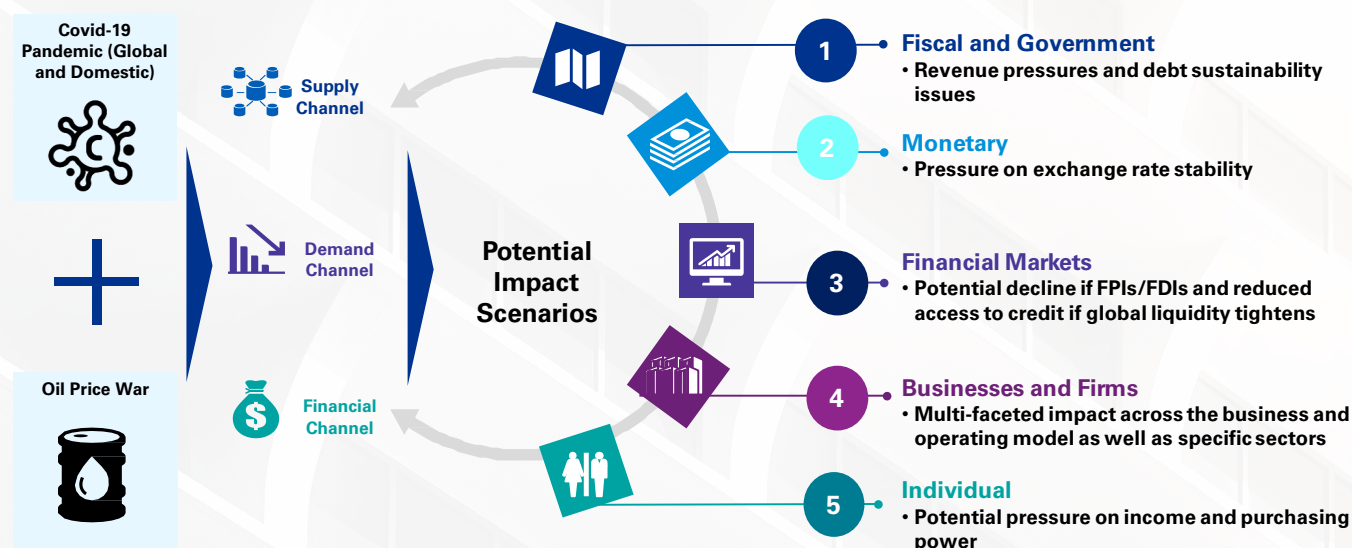 Covid-19
Pandemic (Global
and Domestic)
Oil Price War
Supply
Channel
Demand
Channel
Financial
Channel
$
Potential
Impact
Scenarios
1
Fiscal and Government
• Revenue pressures and debt sustainability
issues
2
Monetary
• Pressure on exchange rate stability
3
Financial Markets
• Potential decline if FPIs/FDIs and reduced
access to credit if global liquidity tightens
4
Businesses and Firms
• Multi-faceted impact across the business and
operating model as well as specific sectors
5
Individual
• Potential pressure on income and purchasing
power